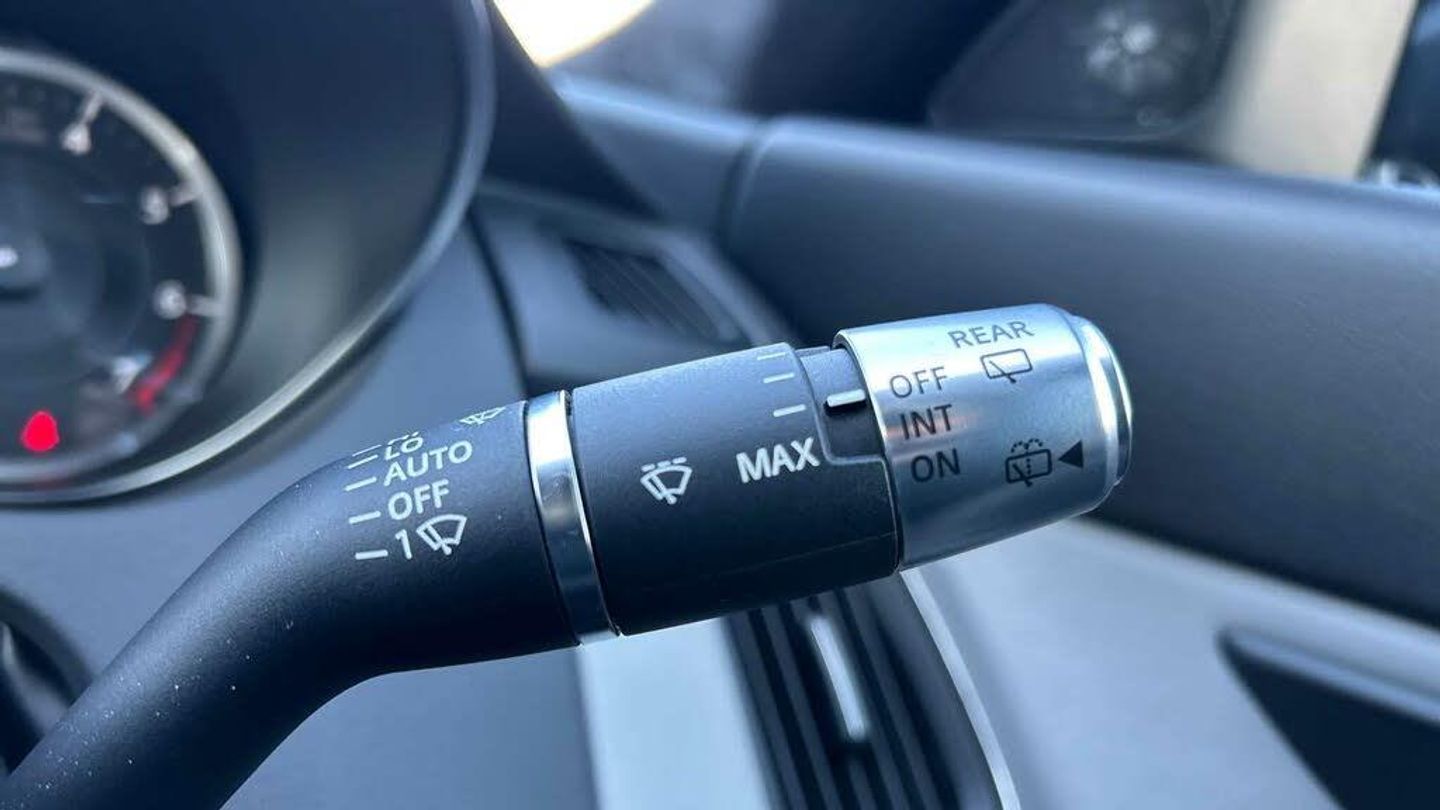 LO
AUTO
OFF
1
MAX
REAR
OFF
INT
ON